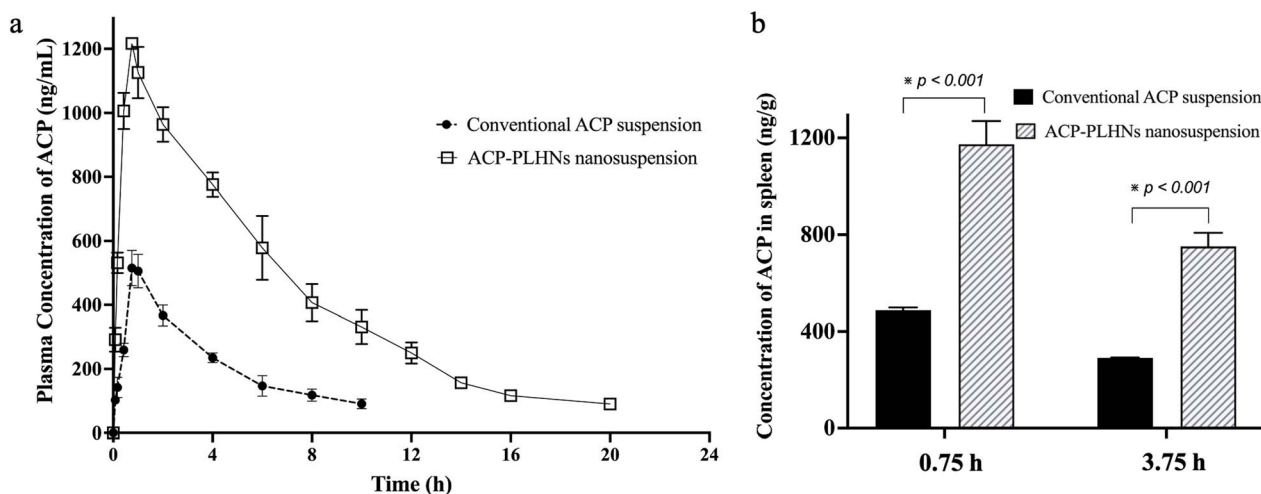 a
Plasma Concentration of ACP (ng/mL)
1200
1000
800
600
400
200
0
0
4
8
12
16
20
24
Time (h)
Conventional ACP suspension
ACP-PLHNs nanosuspension
b
Concentration of ACP in spleen (ng/g)
1200
800
400
0
* p < 0.001
* p < 0.001
Conventional ACP suspension
ACP-PLHNs nanosuspension
0.75 h
3.75 h